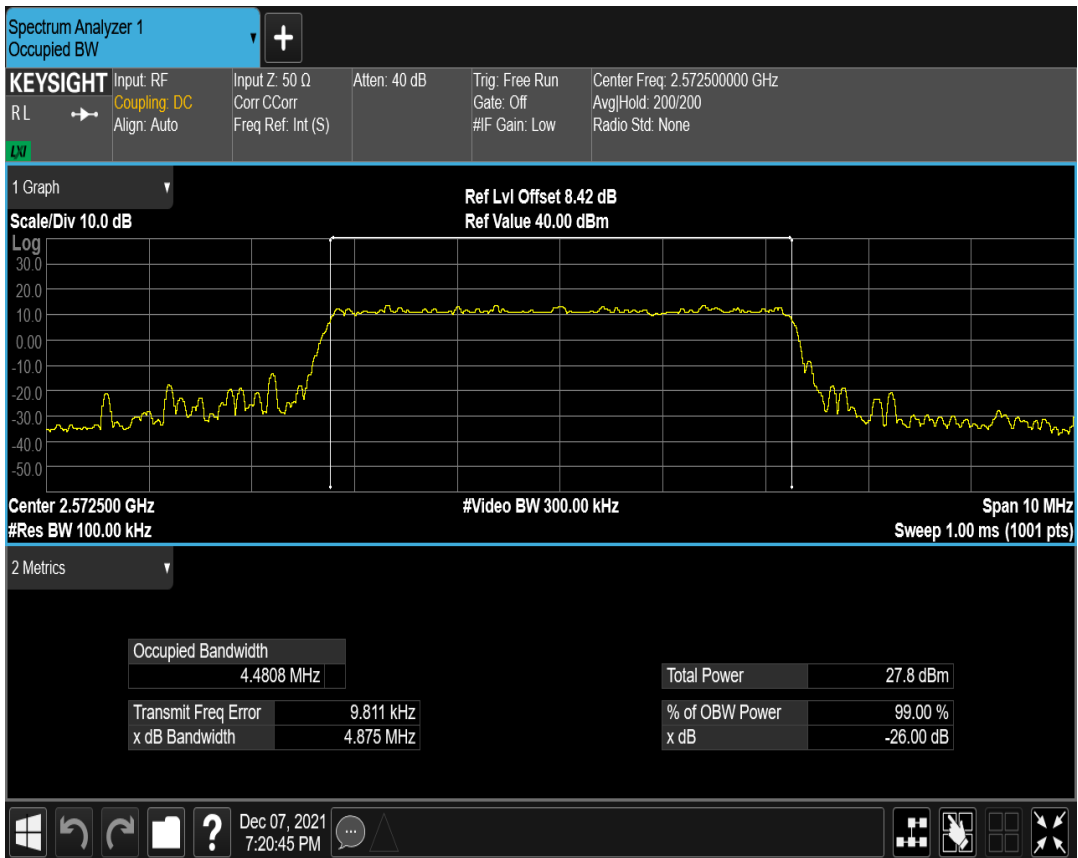 Spectrum Analyzer 1
Occupied BW
KEYSIGHT
R L
LXI
Input: RF
Coupling: DC
Align: Auto
Input Z: 50 Ω
Corr CCorr
Freq Ref: Int (S)
Atten: 40 dB
Trig: Free Run
Gate: Off
#IF Gain: Low
Center Freq: 2.572500000 GHz
Avg|Hold: 200/200
Radio Std: None
1 Graph
Scale/Div 10.0 dB
Ref Lvl Offset 8.42 dB
Ref Value 40.00 dBm
Log
30.0
20.0
10.0
0.00
-10.0
-20.0
-30.0
-40.0
-50.0
Center 2.572500 GHz
#Video BW 300.00 kHz
Span 10 MHz
#Res BW 100.00 kHz
Sweep 1.00 ms (1001 pts)
2 Metrics
Occupied Bandwidth
4.4808 MHz
Total Power 27.8 dBm
Transmit Freq Error 9.811 kHz
% of OBW Power 99.00 %
x dB Bandwidth 4.875 MHz
x dB -26.00 dB
?
Dec 07, 2021
7:20:45 PM